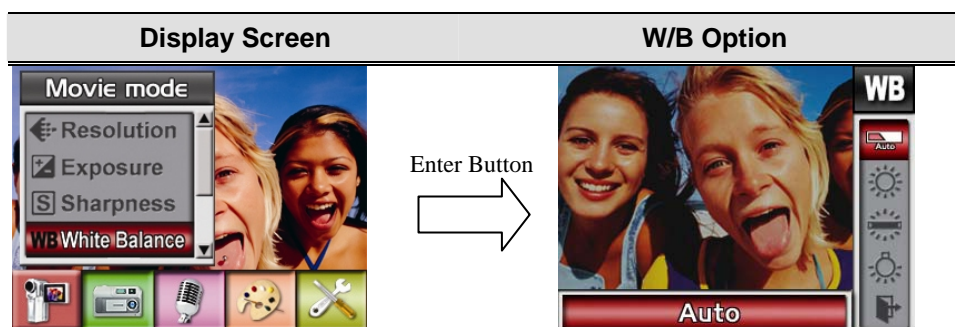 Display Screen
W/B Option
Movie mode
Resolution
Exposure
S Sharpness
WB White Balance
Enter Button
WB
Auto
Auto